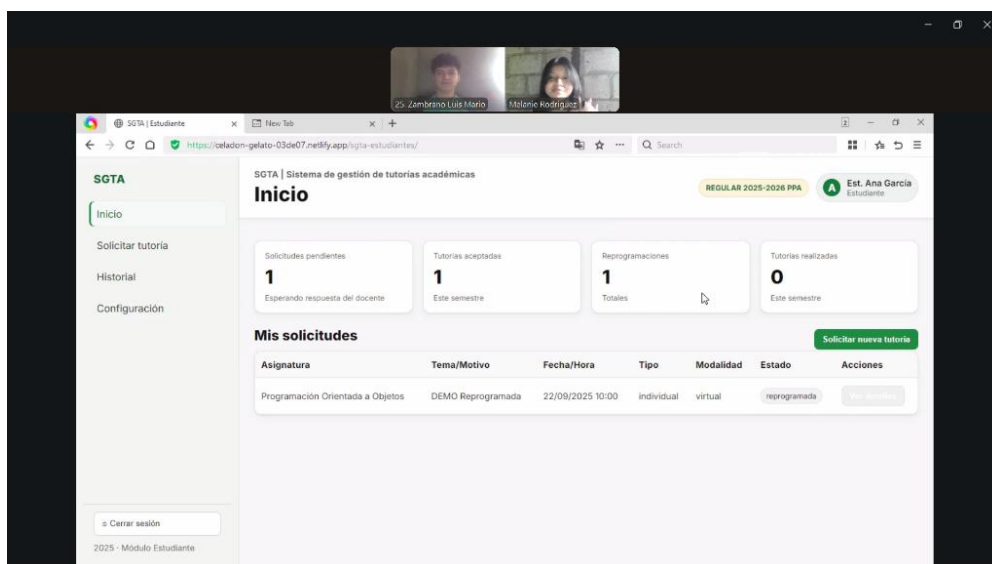 25. Zambrano Luis Mario
Melanie Rodriguez
SGTA | Estudiante
New Tab
2
https://celadon-gelato-03de07.netlify.app/sgta-estudiantes/
Search
SGTA
Inicio
Solicitar tutoría
Historial
Configuración
Cerrar sesión
2025 · Módulo Estudiante
SGTA | Sistema de gestión de tutorías académicas
Inicio
REGULAR 2025-2026 PPA
A
Est. Ana García
Estudiante
Solicitudes pendientes
1
Esperando respuesta del docente
Tutorías aceptadas
1
Este semestre
Reprogramaciones
1
Totales
Tutorías realizadas
0
Este semestre
Mis solicitudes
Solicitar nueva tutoría
Asignatura Tema/Motivo Fecha/Hora Tipo Modalidad Estado Acciones
Programación Orientada a Objetos DEMO Reprogramada 22/09/2025 10:00 individual virtual reprogramada